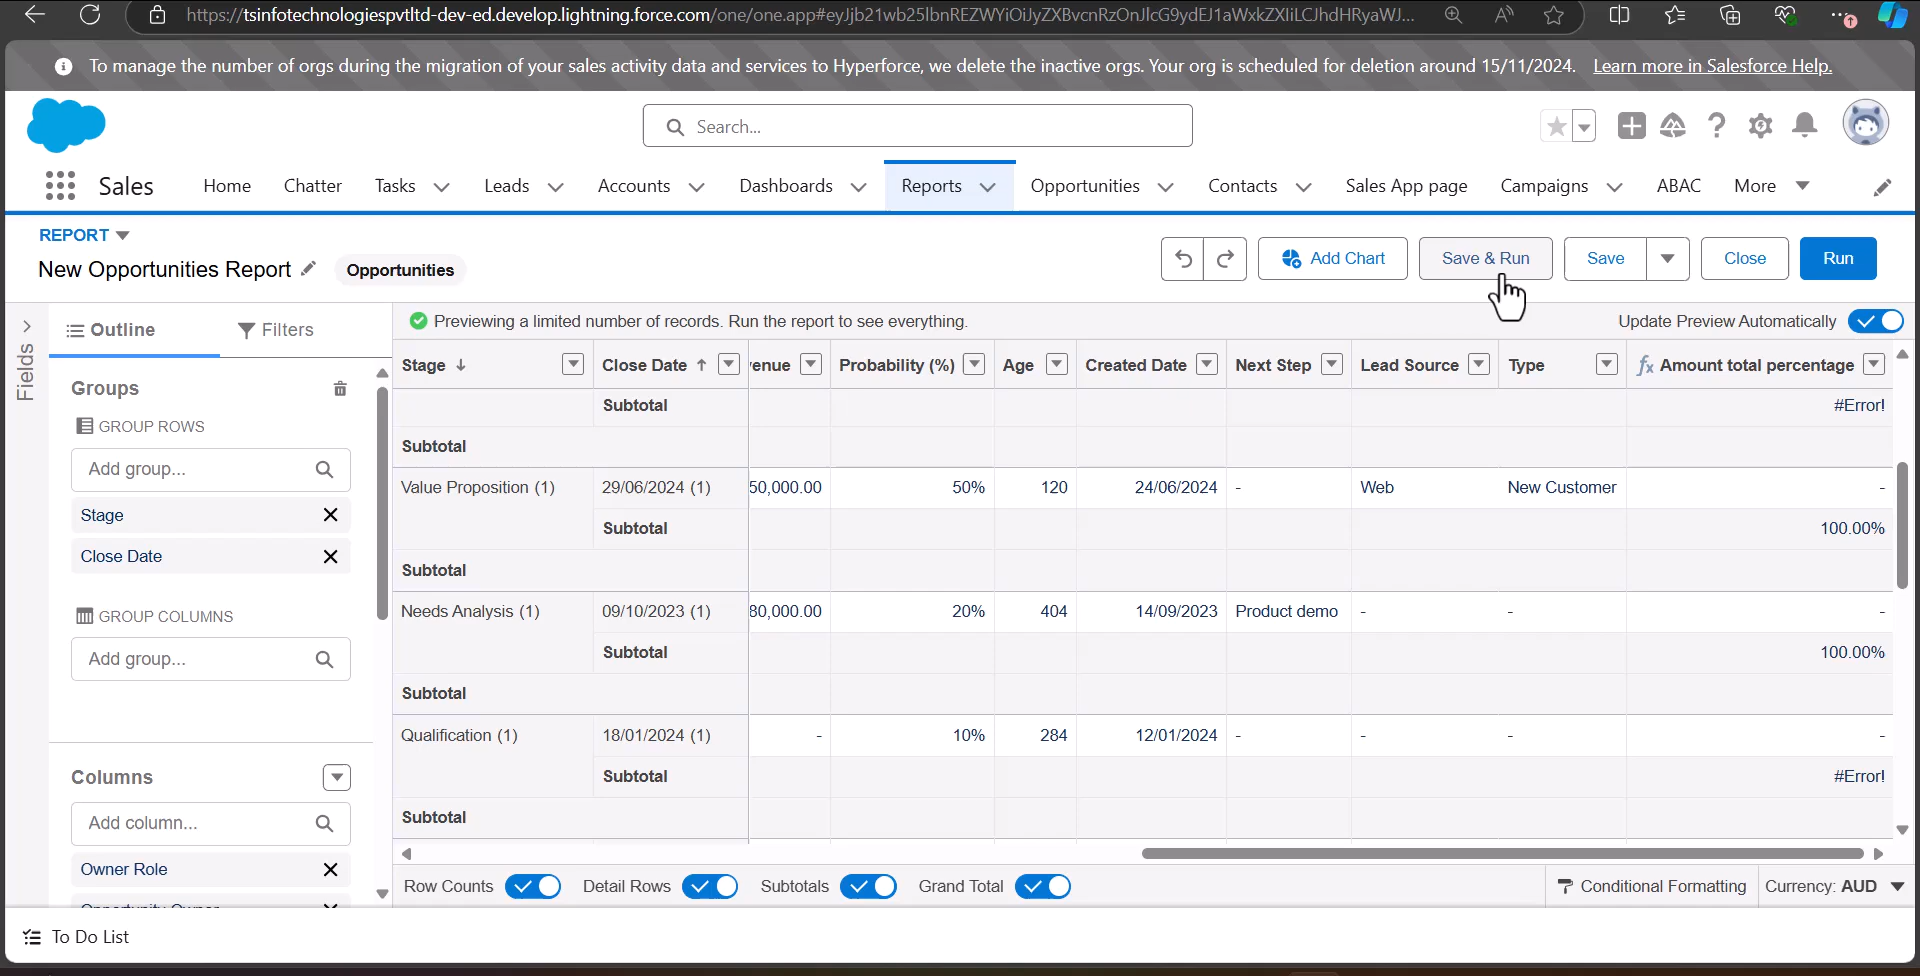 https://tsinfotechnologiespvtltd-dev-ed.develop.lightning.force.com/one/one.app#eyJjb21wb25lbnREZWYiOiJyZXBvcnRzOnJlcG9ydEJ1aWxkZXIiLCJhdHRyaWJ...
To manage the number of orgs during the migration of your sales activity data and services to Hyperforce, we delete the inactive orgs. Your org is scheduled for deletion around 15/11/2024. Learn more in Salesforce Help.
Search...
Sales Home Chatter Tasks Leads Accounts Dashboards Reports Opportunities Contacts Sales App page Campaigns ABAC More
REPORT
New Opportunities Report Opportunities
Add Chart Save & Run Save Close Run
Fields
Outline Filters
Groups
GROUP ROWS
Add group...
Stage
Close Date
GROUP COLUMNS
Add group...
Columns
Add column...
Owner Role
Previewing a limited number of records. Run the report to see everything. Update Preview Automatically
Stage Close Date venue Probability (%) Age Created Date Next Step Lead Source Type fx Amount total percentage
Subtotal #Error!
Subtotal
Value Proposition (1) 29/06/2024 (1) 50,000.00 50% 120 24/06/2024 - Web New Customer -
Subtotal 100.00%
Subtotal
Needs Analysis (1) 09/10/2023 (1) 80,000.00 20% 404 14/09/2023 Product demo - - -
Subtotal 100.00%
Subtotal
Qualification (1) 18/01/2024 (1) - 10% 284 12/01/2024 - - - -
Subtotal #Error!
Subtotal
Row Counts Detail Rows Subtotals Grand Total Conditional Formatting Currency: AUD
To Do List